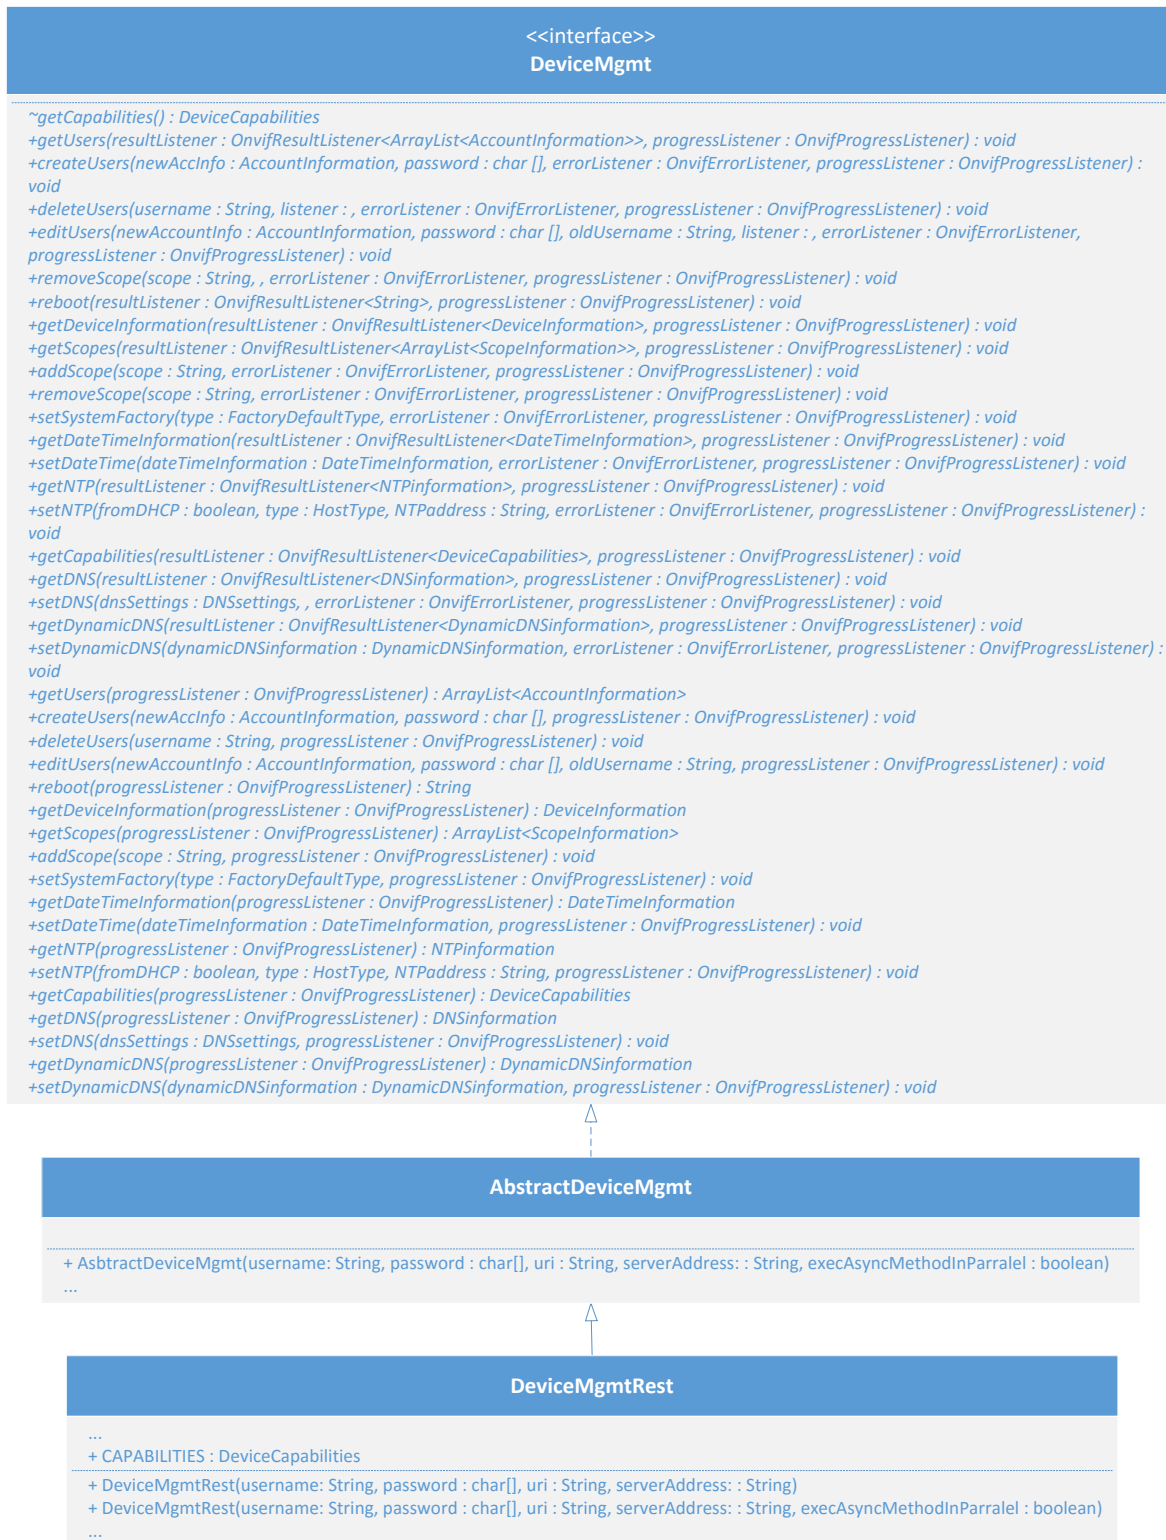 <<interface>>
DeviceMgmt
~getCapabilities() : DeviceCapabilities
+getUsers(resultListener : OnvifResultListener<ArrayList<AccountInformation>>, progressListener : OnvifProgressListener) : void
+createUsers(newAccInfo : AccountInformation, password : char [], errorListener : OnvifErrorListener, progressListener : OnvifProgressListener) :
void
+deleteUsers(username : String, listener : , errorListener : OnvifErrorListener, progressListener : OnvifProgressListener) : void
+editUsers(newAccountInfo : AccountInformation, password : char [], oldUsername : String, listener : , errorListener : OnvifErrorListener,
progressListener : OnvifProgressListener) : void
+removeScope(scope : String, , errorListener : OnvifErrorListener, progressListener : OnvifProgressListener) : void
+reboot(resultListener : OnvifResultListener<String>, progressListener : OnvifProgressListener) : void
+getDeviceInformation(resultListener : OnvifResultListener<DeviceInformation>, progressListener : OnvifProgressListener) : void
+getScopes(resultListener : OnvifResultListener<ArrayList<ScopeInformation>>, progressListener : OnvifProgressListener) : void
+addScope(scope : String, errorListener : OnvifErrorListener, progressListener : OnvifProgressListener) : void
+removeScope(scope : String, errorListener : OnvifErrorListener, progressListener : OnvifProgressListener) : void
+setSystemFactory(type : FactoryDefaultType, errorListener : OnvifErrorListener, progressListener : OnvifProgressListener) : void
+getDateTimeInformation(resultListener : OnvifResultListener<DateTimeInformation>, progressListener : OnvifProgressListener) : void
+setDateTime(dateTimeInformation : DateTimeInformation, errorListener : OnvifErrorListener, progressListener : OnvifProgressListener) : void
+getNTP(resultListener : OnvifResultListener<NTPinformation>, progressListener : OnvifProgressListener) : void
+setNTP(fromDHCP : boolean, type : HostType, NTPaddress : String, errorListener : OnvifErrorListener, progressListener : OnvifProgressListener) :
void
+getCapabilities(resultListener : OnvifResultListener<DeviceCapabilities>, progressListener : OnvifProgressListener) : void
+getDNS(resultListener : OnvifResultListener<DNSinformation>, progressListener : OnvifProgressListener) : void
+setDNS(dnsSettings : DNSsettings, , errorListener : OnvifErrorListener, progressListener : OnvifProgressListener) : void
+getDynamicDNS(resultListener : OnvifResultListener<DynamicDNSinformation>, progressListener : OnvifProgressListener) : void
+setDynamicDNS(dynamicDNSinformation : DynamicDNSinformation, errorListener : OnvifErrorListener, progressListener : OnvifProgressListener) :
void
+getUsers(progressListener : OnvifProgressListener) : ArrayList<AccountInformation>
+createUsers(newAccInfo : AccountInformation, password : char [], progressListener : OnvifProgressListener) : void
+deleteUsers(username : String, progressListener : OnvifProgressListener) : void
+editUsers(newAccountInfo : AccountInformation, password : char [], oldUsername : String, progressListener : OnvifProgressListener) : void
+reboot(progressListener : OnvifProgressListener) : String
+getDeviceInformation(progressListener : OnvifProgressListener) : DeviceInformation
+getScopes(progressListener : OnvifProgressListener) : ArrayList<ScopeInformation>
+addScope(scope : String, progressListener : OnvifProgressListener) : void
+setSystemFactory(type : FactoryDefaultType, progressListener : OnvifProgressListener) : void
+getDateTimeInformation(progressListener : OnvifProgressListener) : DateTimeInformation
+setDateTime(dateTimeInformation : DateTimeInformation, progressListener : OnvifProgressListener) : void
+getNTP(progressListener : OnvifProgressListener) : NTPinformation
+setNTP(fromDHCP : boolean, type : HostType, NTPaddress : String, progressListener : OnvifProgressListener) : void
+getCapabilities(progressListener : OnvifProgressListener) : DeviceCapabilities
+getDNS(progressListener : OnvifProgressListener) : DNSinformation
+setDNS(dnsSettings : DNSsettings, progressListener : OnvifProgressListener) : void
+getDynamicDNS(progressListener : OnvifProgressListener) : DynamicDNSinformation
+setDynamicDNS(dynamicDNSinformation : DynamicDNSinformation, progressListener : OnvifProgressListener) : void
AbstractDeviceMgmt
+ AsbtractDeviceMgmt(username: String, password : char[], uri : String, serverAddress: : String, execAsyncMethodInParralel : boolean)
...
DeviceMgmtRest
...
+ CAPABILITIES : DeviceCapabilities
+ DeviceMgmtRest(username: String, password : char[], uri : String, serverAddress: : String)
+ DeviceMgmtRest(username: String, password : char[], uri : String, serverAddress: : String, execAsyncMethodInParralel : boolean)
...